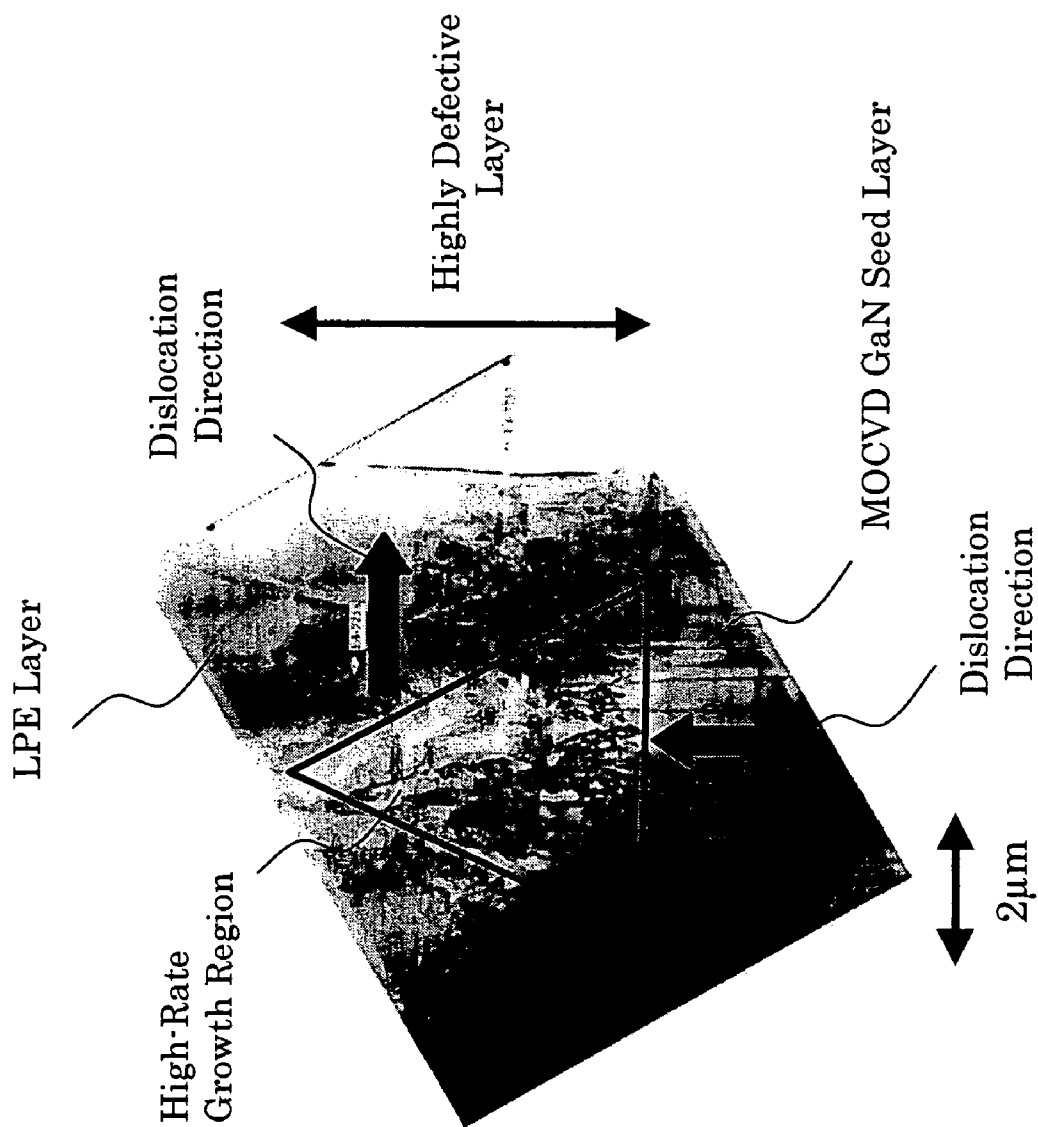 LPE Layer
High-Rate
Growth Region
Dislocation
Direction
Highly Defective
Layer
MOCVD GaN Seed Layer
Dislocation
Direction
2μm